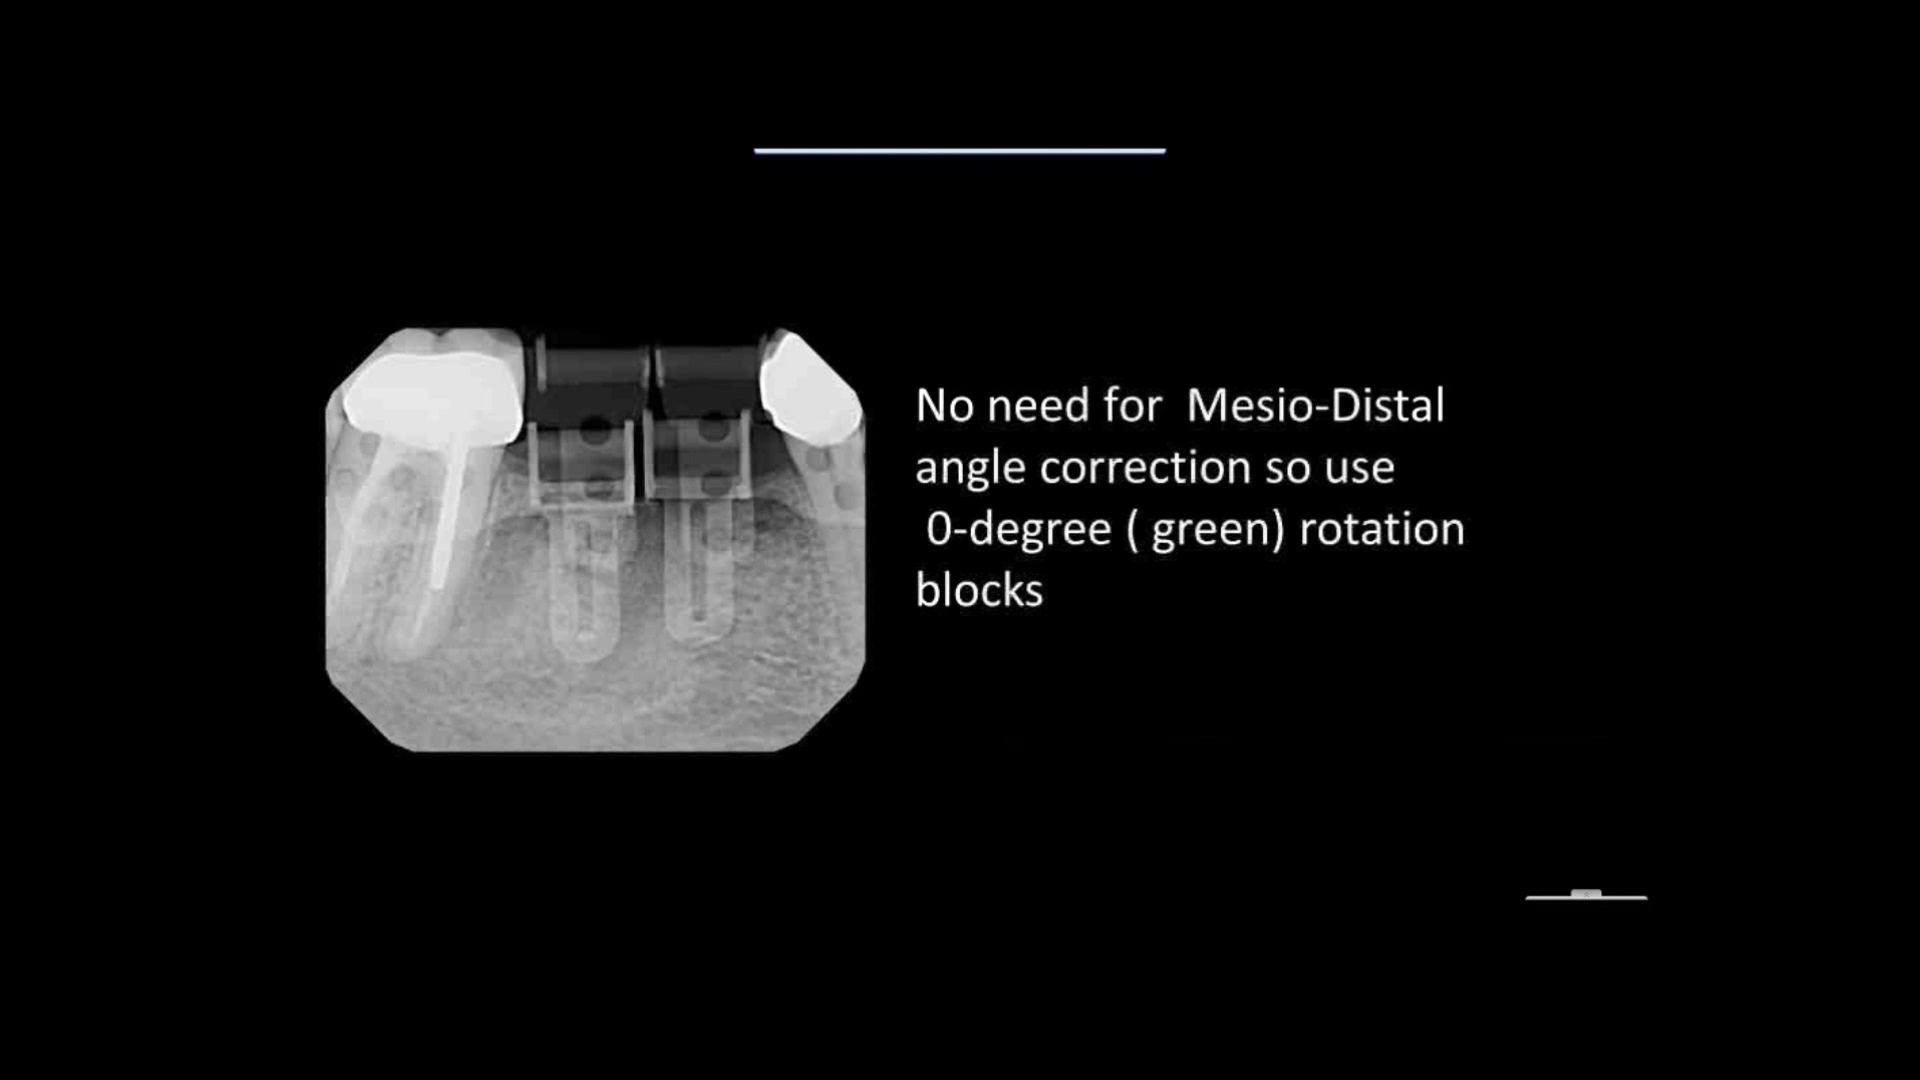 No need for  Mesio-Distal
angle correction so use
0-degree ( green) rotation
blocks